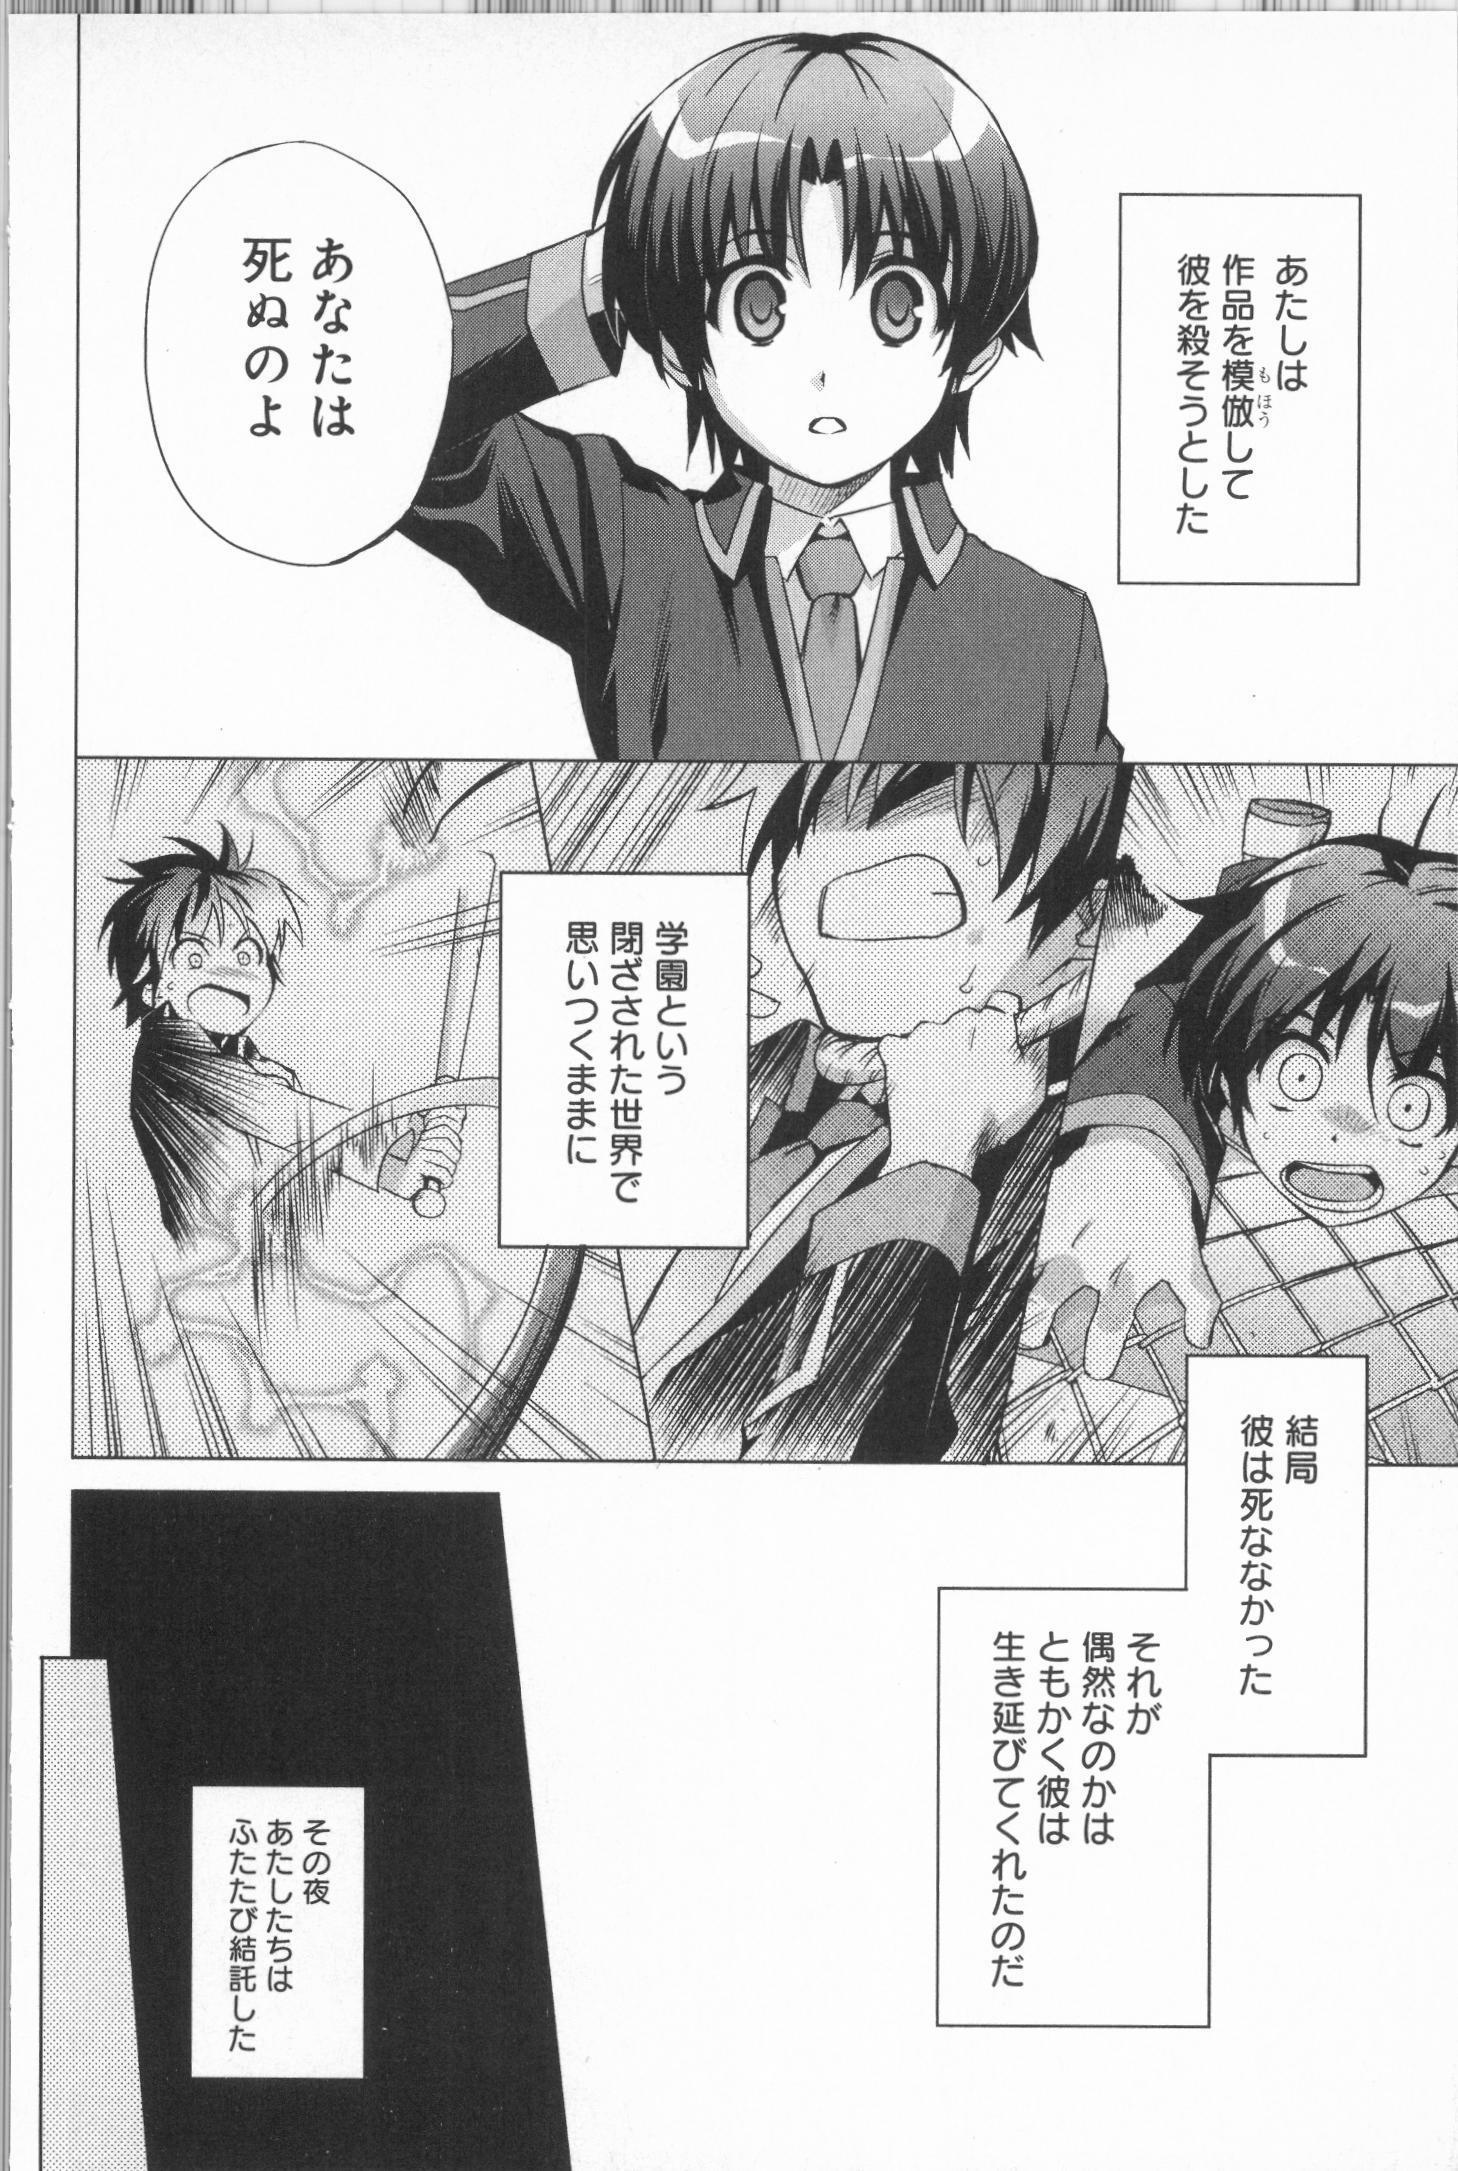 あたしは
作品を模倣して
彼を殺そうとした
あなたは
死ぬのよ
学園という
閉ざされた世界で
思いつくままに
結局
彼は死ななかった
それが
偶然なのかは
ともかく彼は
生き延びてくれたのだ
その夜
あたしたちは
ふたたび結託した